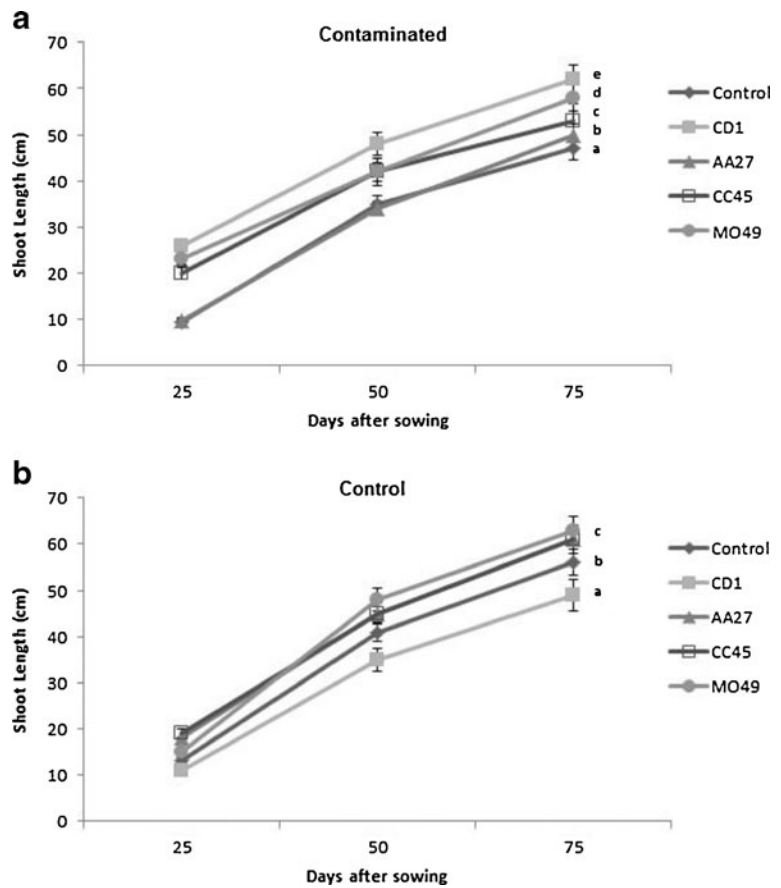 a
Contaminated
70
60
50
40
30
20
10
0
Shoot Length (cm)
25 50 75
Days after sowing
e
d
c
b
a
Control
CD1
AA27
CC45
MO49
b
Control
70
60
50
40
30
20
10
0
Shoot Length (cm)
25 50 75
Days after sowing
c
b
a
Control
CD1
AA27
CC45
MO49